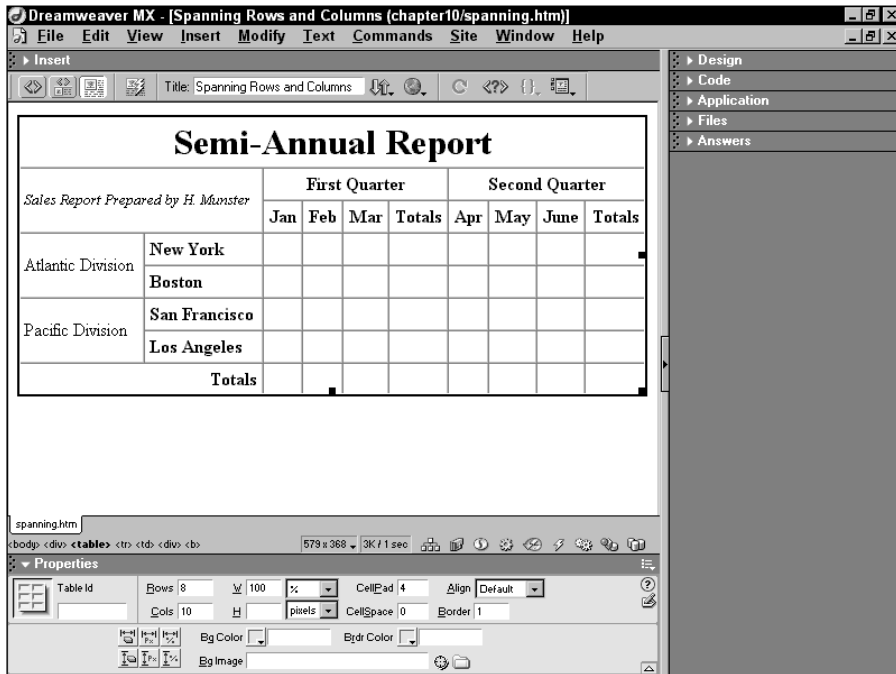 Dreamweaver MX - [Spanning Rows and Columns (chapter10/spanning.htm)]
File Edit View Insert Modify Text Commands Site Window Help
Insert
Title: Spanning Rows and Columns
Design
Code
Application
Files
Answers
Semi-Annual Report
Sales Report Prepared by H. Munster
First Quarter Second Quarter
Jan Feb Mar Totals Apr May June Totals
Atlantic Division
New York
Boston
Pacific Division
San Francisco
Los Angeles
Totals
spanning.htm
<body> <div> <table> <tr> <td> <div> <b>
579 x 368 3K / 1 sec
Properties
Table Id Rows 8 W 100 % CellPad 4 Align Default
Cols 10 H pixels CellSpace 0 Border 1
Bg Color Brdr Color
Bg Image